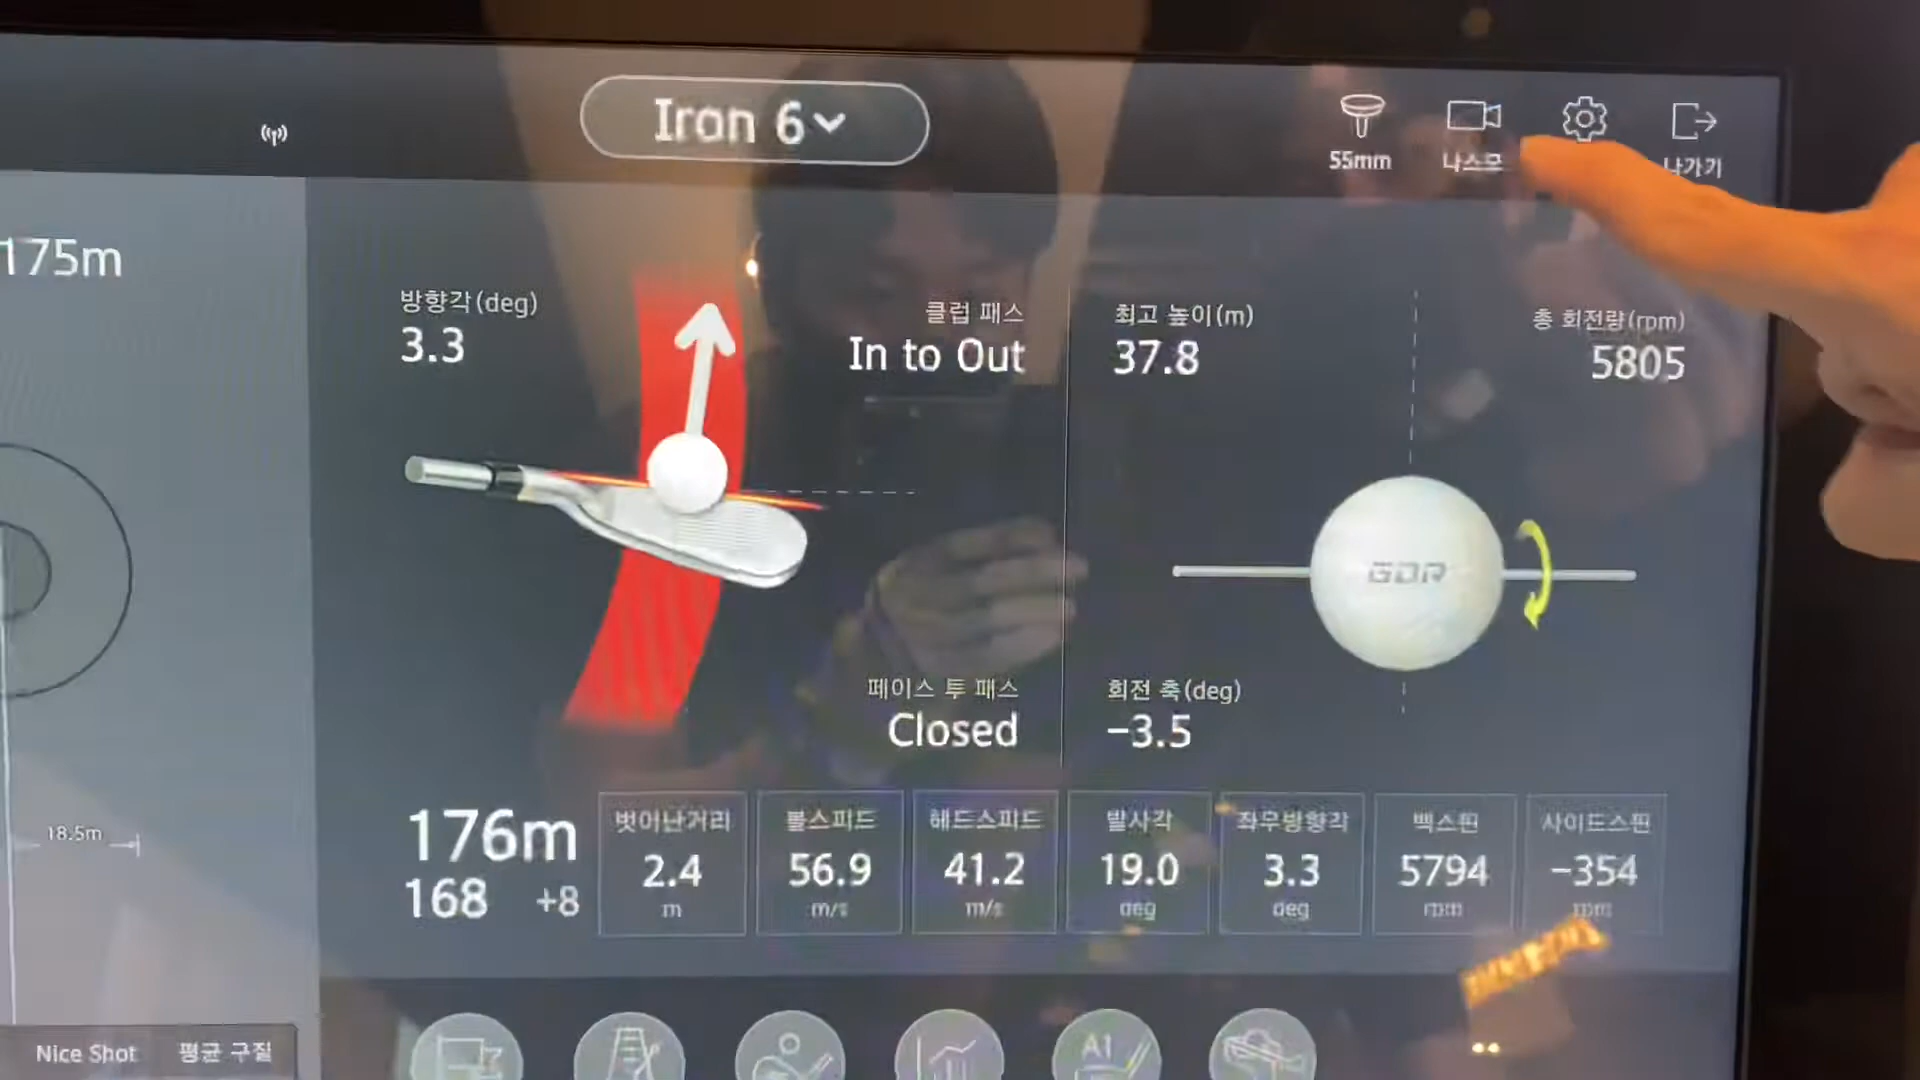 Iron 6
55mm
나스모
나가기
175m
방향각(deg)
3.3
클럽 패스
In to Out
최고 높이(m)
37.8
총 회전량(rpm)
5805
GDR
페이스 투 패스
Closed
회전 축(deg)
-3.5
18.5m
176m
168 +8
벗어난거리
2.4
m
볼스피드
56.9
m/s
헤드스피드
41.2
m/s
발사각
19.0
deg
좌우방향각
3.3
deg
백스핀
5794
rpm
사이드스핀
-354
rpm
Nice Shot
평균 구질
A1